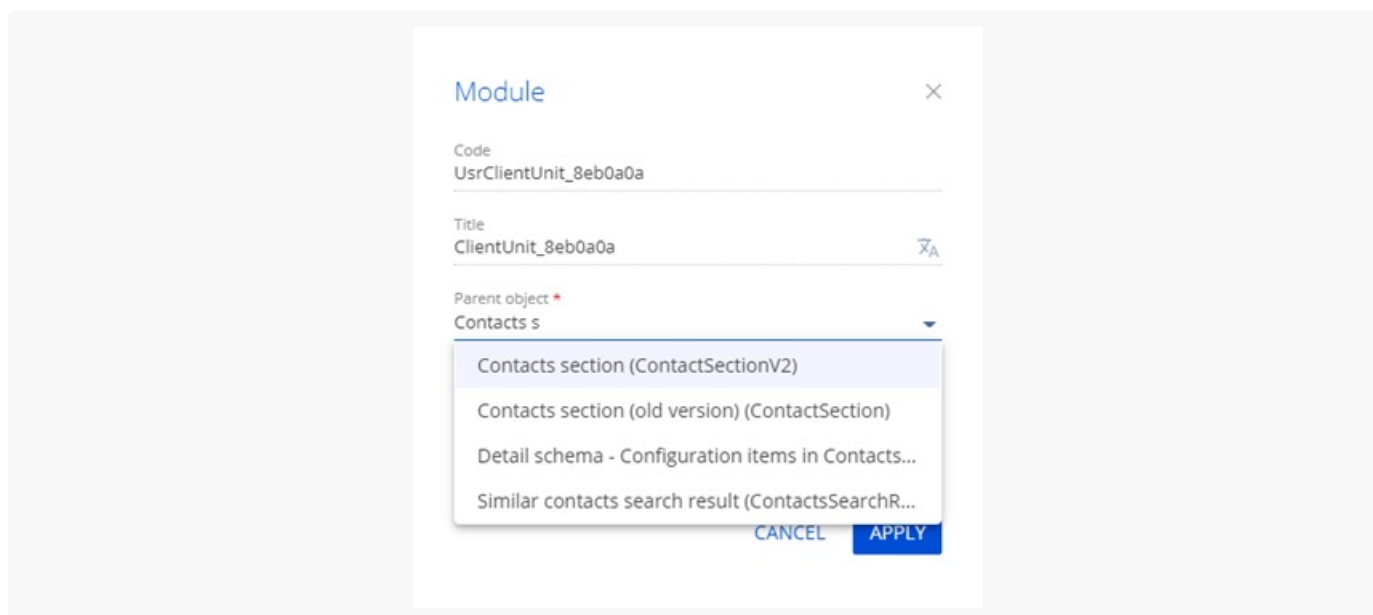 Module
Code
UsrClientUnit_8eb0a0a
Title
ClientUnit_8eb0a0a
Parent object *
Contacts s
Contacts section (ContactSectionV2)
Contacts section (old version) (ContactSection)
Detail schema - Configuration items in Contacts...
Similar contacts search result (ContactsSearchR...
CANCEL APPLY